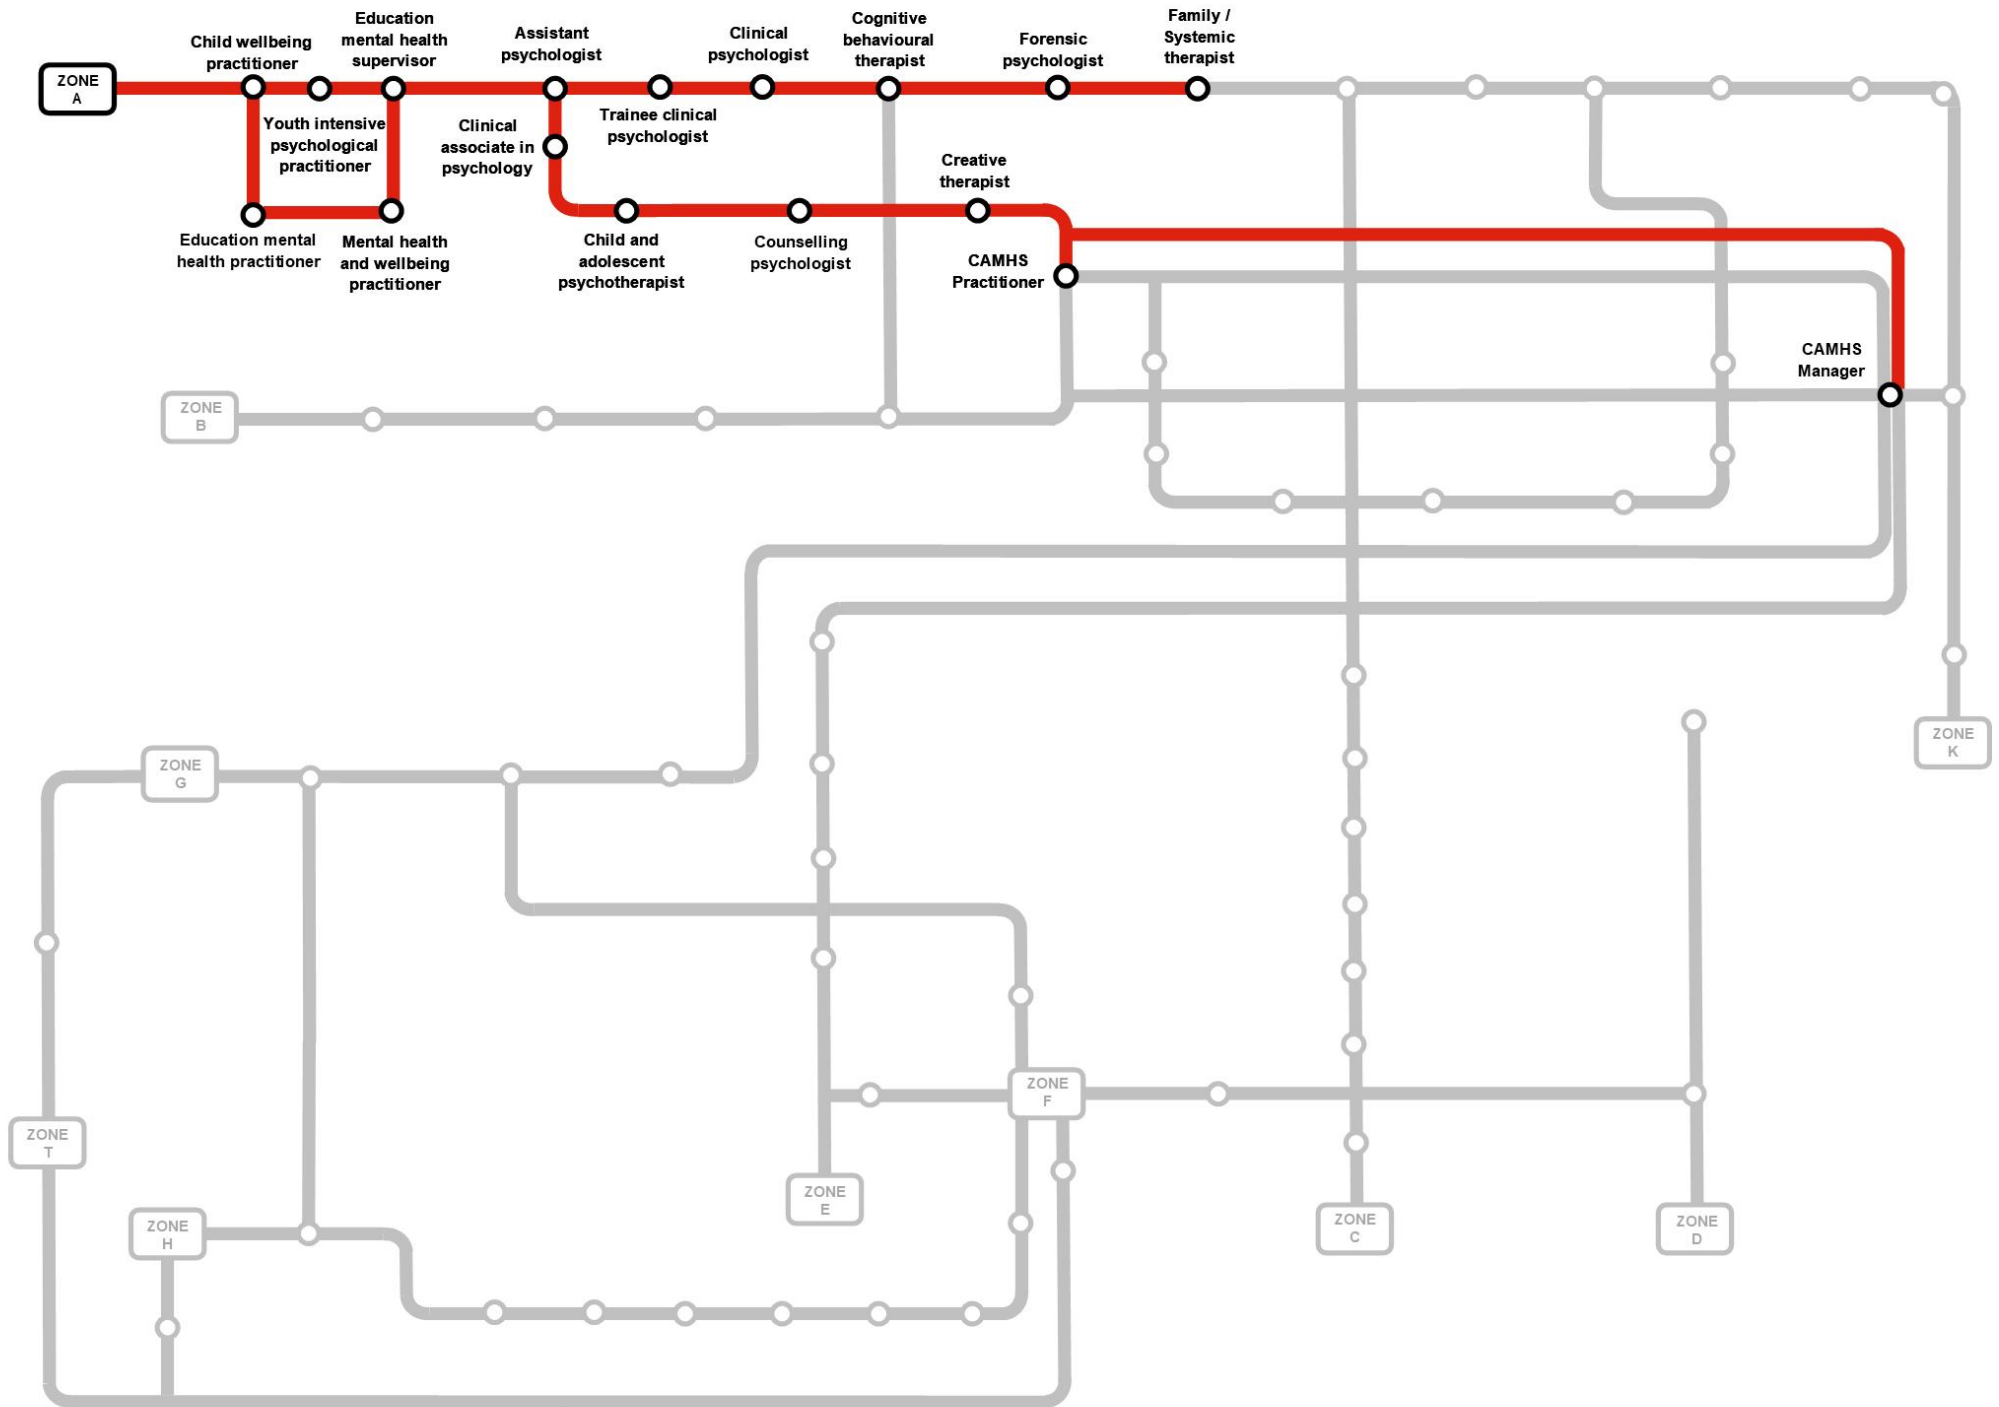 ZONE
A
Child wellbeing
practitioner
Education
mental health
supervisor
Assistant
psychologist
Clinical
psychologist
Cognitive
behavioural
therapist
Forensic
psychologist
Family /
Systemic
therapist
Youth intensive
psychological
practitioner
Clinical
associate in
psychology
Trainee clinical
psychologist
Creative
therapist
Education mental
health practitioner
Mental health
and wellbeing
practitioner
Child and
adolescent
psychotherapist
Counselling
psychologist
CAMHS
Practitioner
CAMHS
Manager
ZONE
B
ZONE
K
ZONE
G
ZONE
F
ZONE
T
ZONE
E
ZONE
H
ZONE
C
ZONE
D